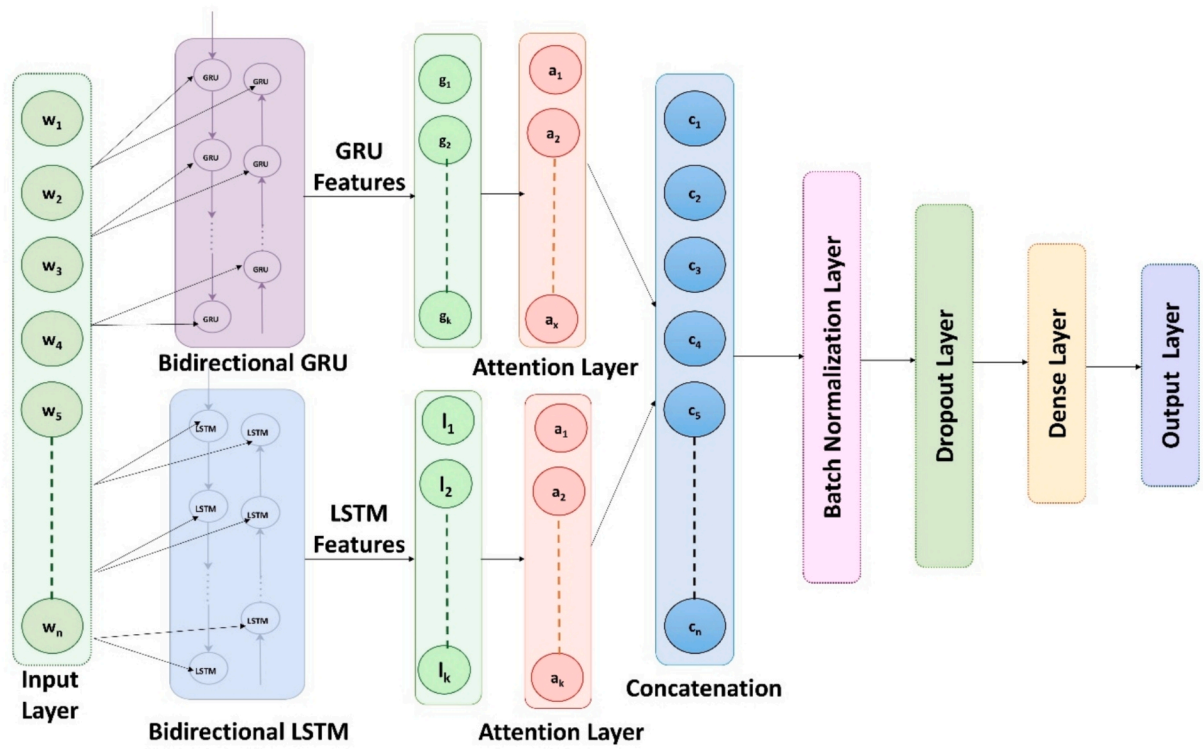 w1
w2
w3
w4
w5
wn
Input
Layer
GRU
GRU
GRU
GRU
GRU
GRU
Bidirectional GRU
LSTM
LSTM
LSTM
LSTM
LSTM
LSTM
Bidirectional LSTM
GRU
Features
LSTM
Features
g1
g2
gk
l1
l2
lk
a1
a2
ax
Attention Layer
a1
a2
ak
Attention Layer
c1
c2
c3
c4
c5
cn
Concatenation
Batch Normalization Layer
Dropout Layer
Dense Layer
Output Layer